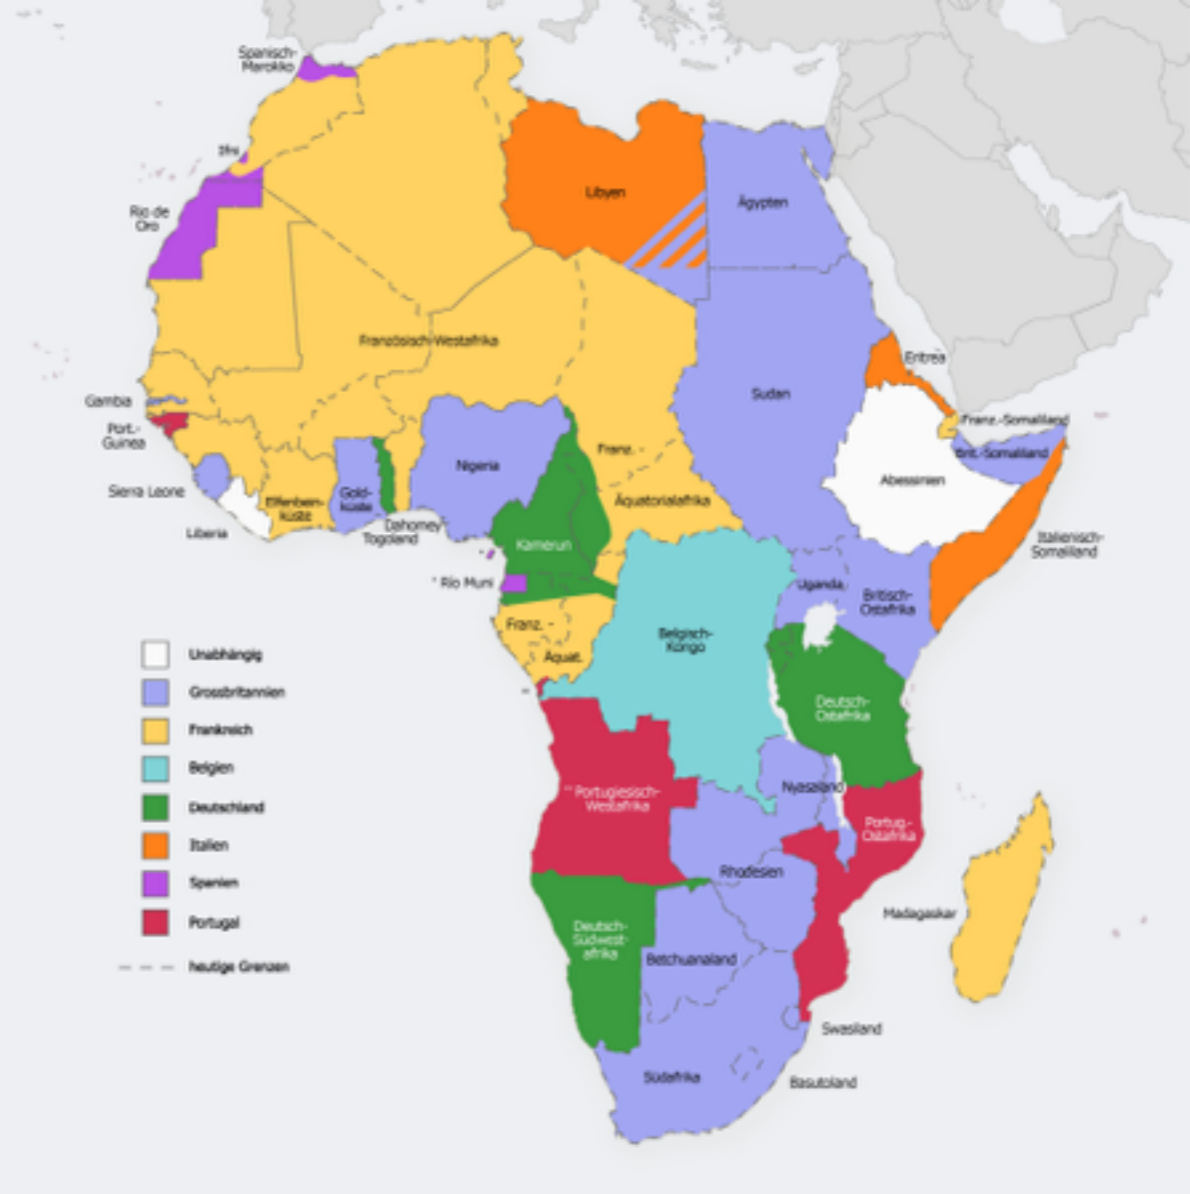 Spanisch-
Marokko
Ifni
Rio de
Oro
Libyen
Ägypten
Französisch-Westafrika
Eritrea
Sudan
Gambia
Port.-
Guinea
Franz.-Somaliland
Brit.-Somaliland
Franz. -
Äquatorialafrika
Nigeria
Abessinien
Sierra Leone
Elfenbein-
küste
Gold-
küste
Liberia
Dahomey
Togoland
Kamerun
Italienisch-
Somaliland
Rio Muni
Uganda
Britisch-
Ostafrika
Franz. -
Äquat.
Belgisch-
Kongo
Deutsch-
Ostafrika
Unabhängig
Grossbritannien
Frankreich
Belgien
Deutschland
Italien
Spanien
Portugal
heutige Grenzen
Portugiesisch-
Westafrika
Nyasaland
Portug.-
Ostafrika
Rhodesien
Madagaskar
Deutsch-
Südwest-
afrika
Betchuanaland
Swasiland
Südafrika
Basutoland